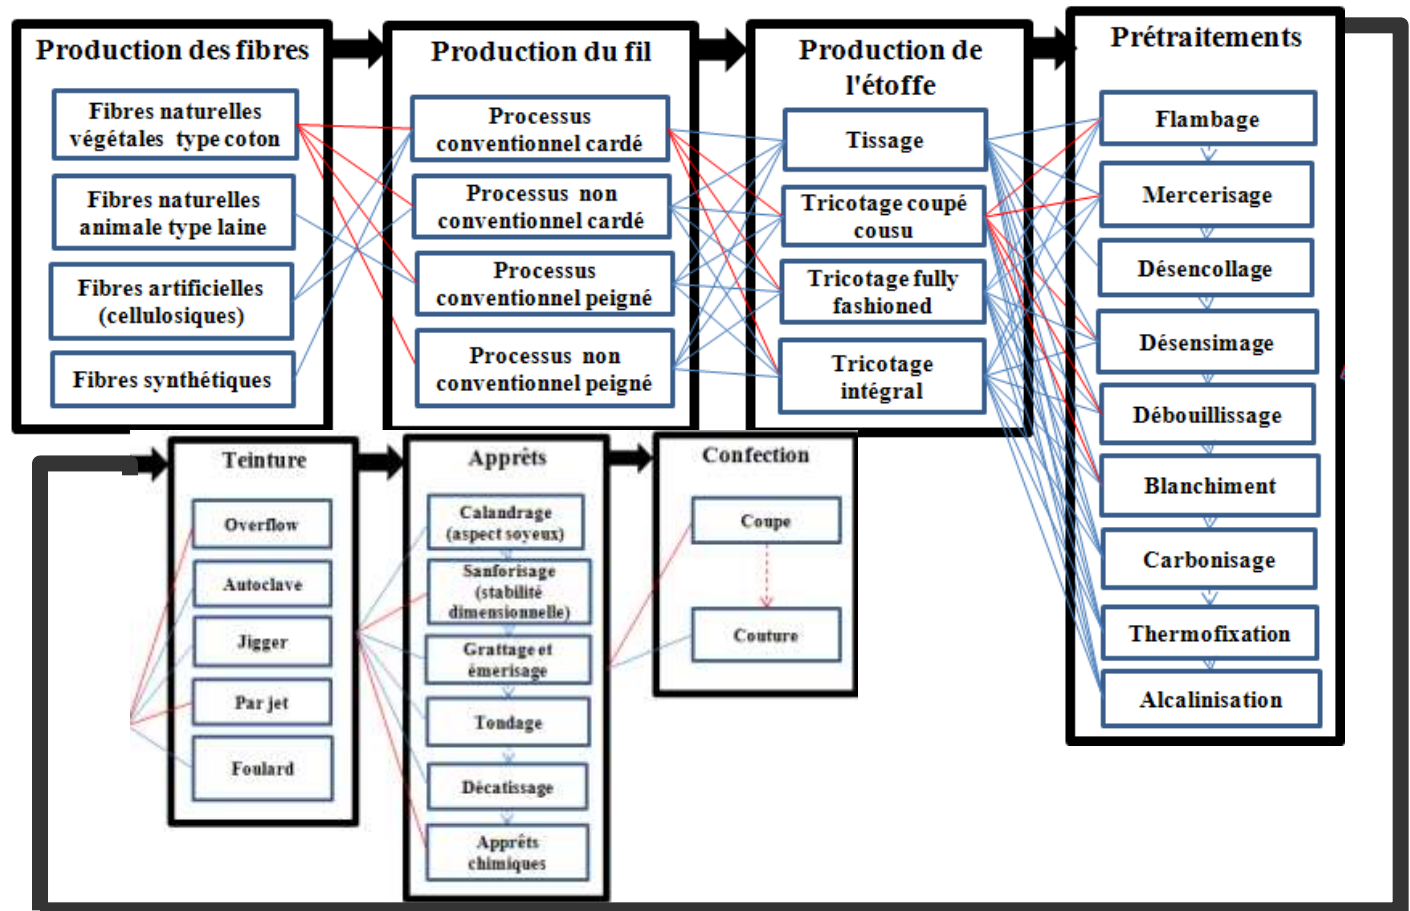 Production des fibres
Fibres naturelles
végétales type coton
Fibres naturelles
animale type laine
Fibres artificielles
(cellulosiques)
Fibres synthétiques
Production du fil
Processus
conventionnel cardé
Processus non
conventionnel cardé
Processus
conventionnel peigné
Processus non
conventionnel peigné
Production de
l'étoffe
Tissage
Tricotage coupé
cousu
Tricotage fully
fashioned
Tricotage
intégral
Prétraitements
Flambage
Mercerisage
Désencollage
Désensimage
Débouillissage
Blanchiment
Carbonisage
Thermofixation
Alcalinisation
Teinture
Overflow
Autoclave
Jigger
Par jet
Foulard
Apprêts
Calandrage
(aspect soyeux)
Sanforisage
(stabilité
dimensionnelle)
Grattage et
émerisage
Tondage
Décatissage
Apprêts
chimiques
Confection
Coupe
Couture